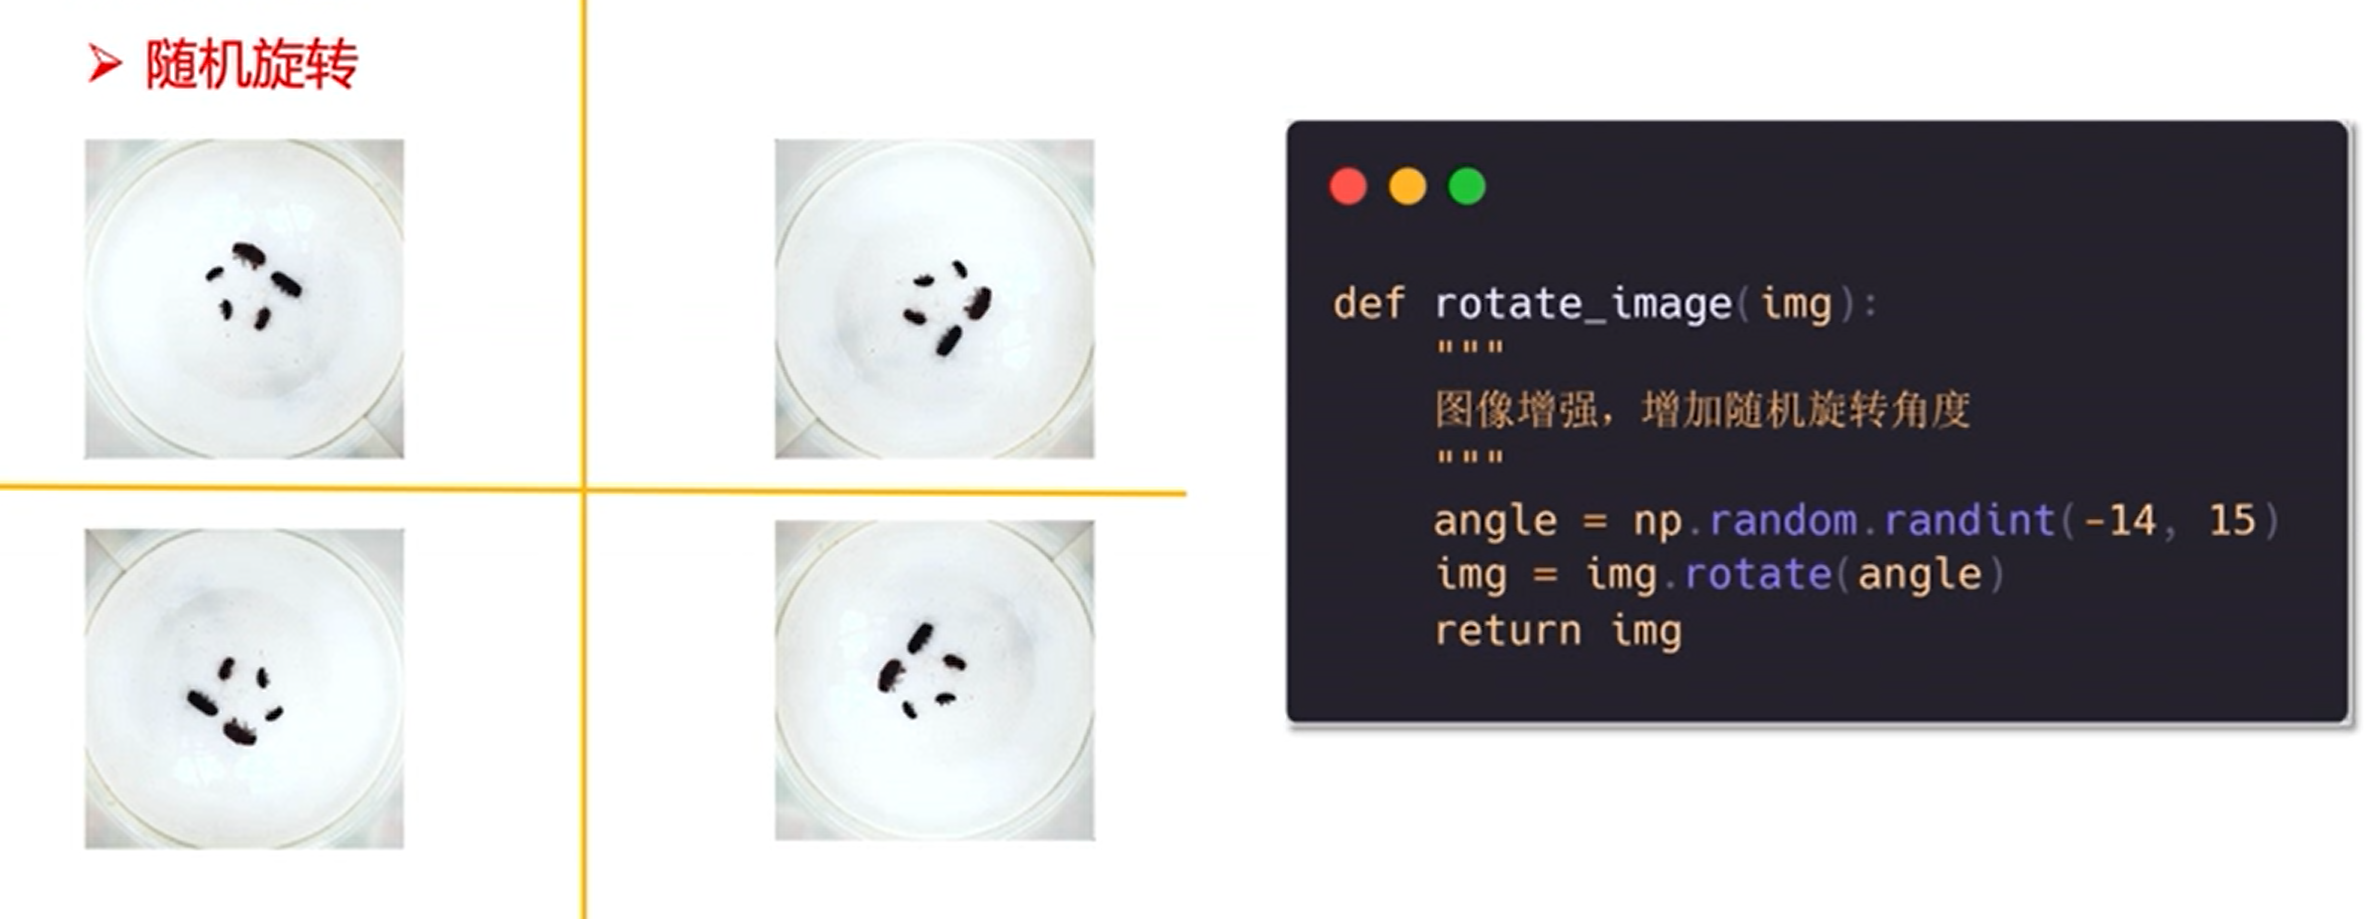 随机旋转
def rotate_image(img):
"""
图像增强，增加随机旋转角度
"""
angle = np.random.randint(-14, 15)
img = img.rotate(angle)
return img